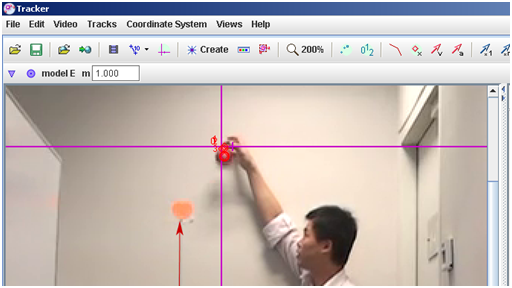 Tracker
File Edit Video Tracks Coordinate System Views Help
Create 200%
model E m 1.000